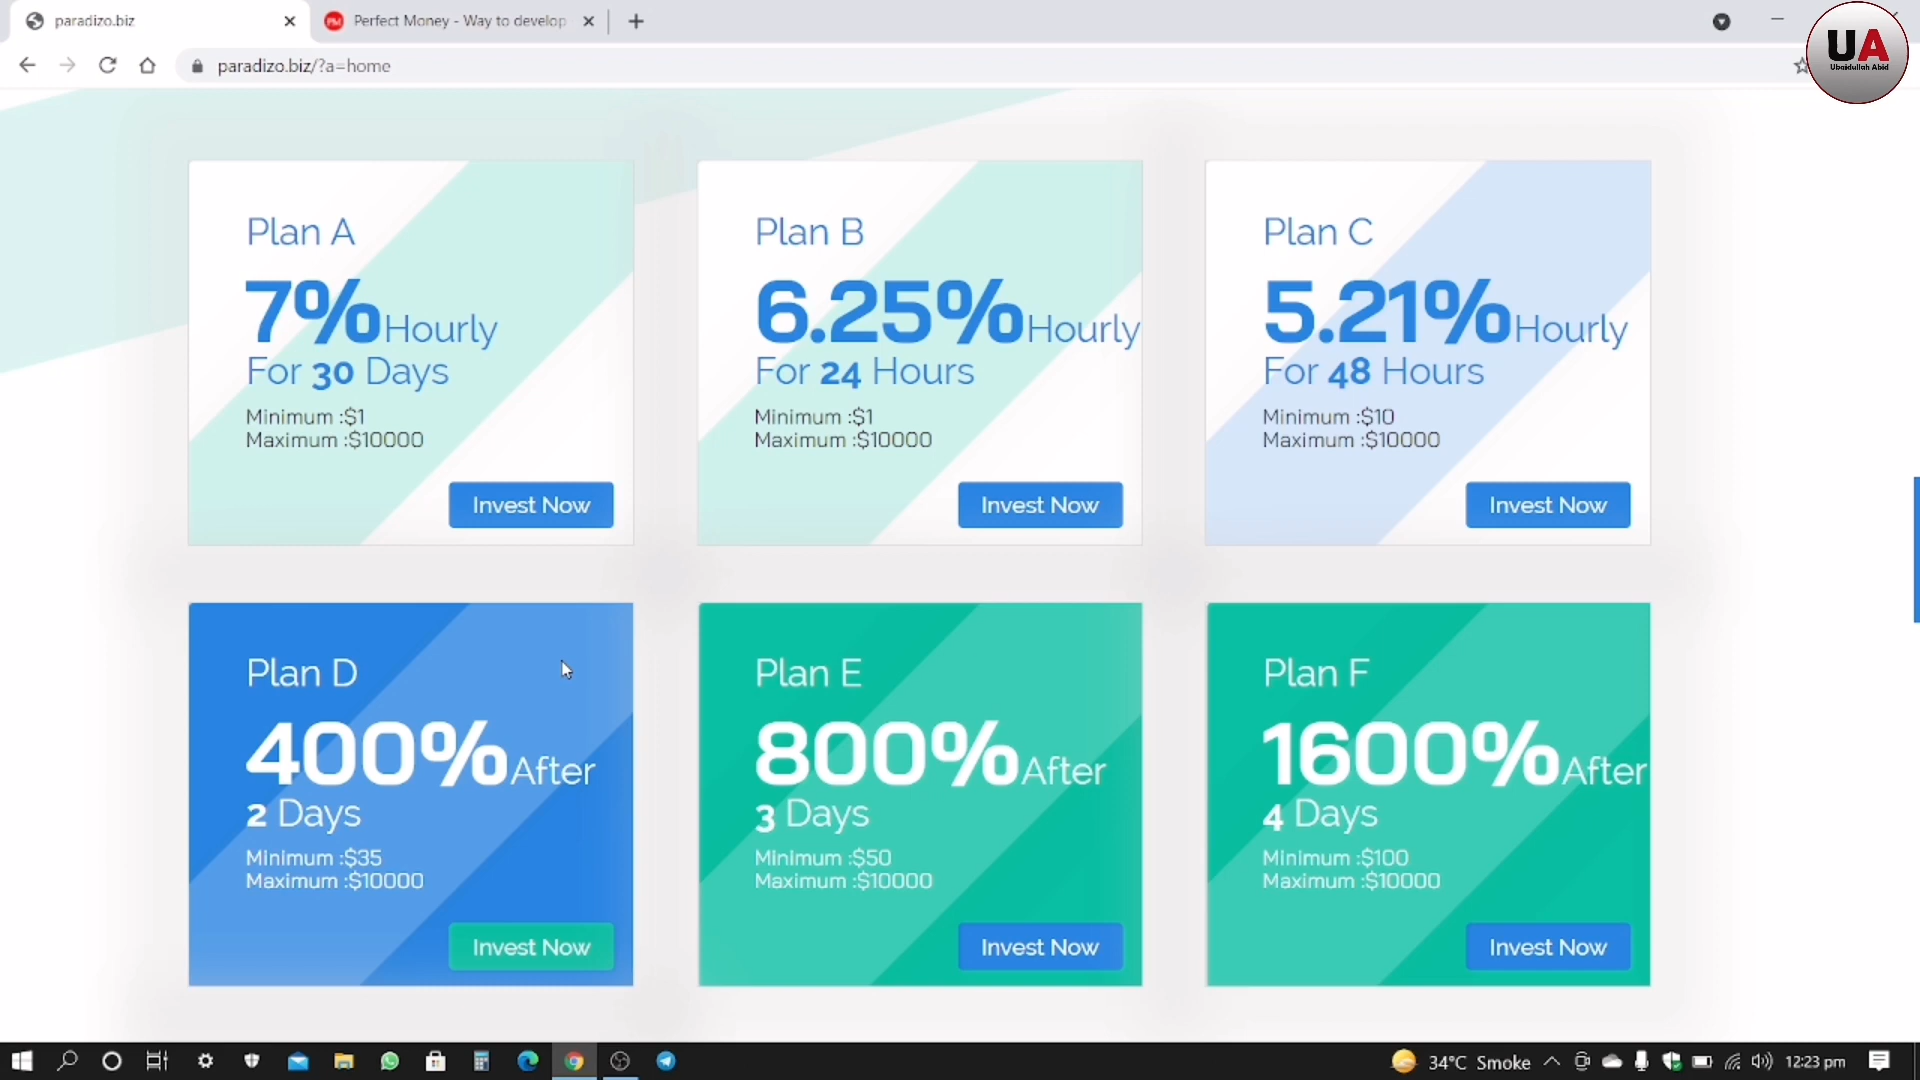 paradizo.biz
Perfect Money - Way to develop
paradizo.biz/?a=home
UA
Ubaidullah Abid
Plan A
7%Hourly
For 30 Days
Minimum :$1
Maximum :$10000
Invest Now
Plan B
6.25%Hourly
For 24 Hours
Minimum :$1
Maximum :$10000
Invest Now
Plan C
5.21%Hourly
For 48 Hours
Minimum :$10
Maximum :$10000
Invest Now
Plan D
400%After
2 Days
Minimum :$35
Maximum :$10000
Invest Now
Plan E
800%After
3 Days
Minimum :$50
Maximum :$10000
Invest Now
Plan F
1600%After
4 Days
Minimum :$100
Maximum :$10000
Invest Now
34°C Smoke
12:23 pm